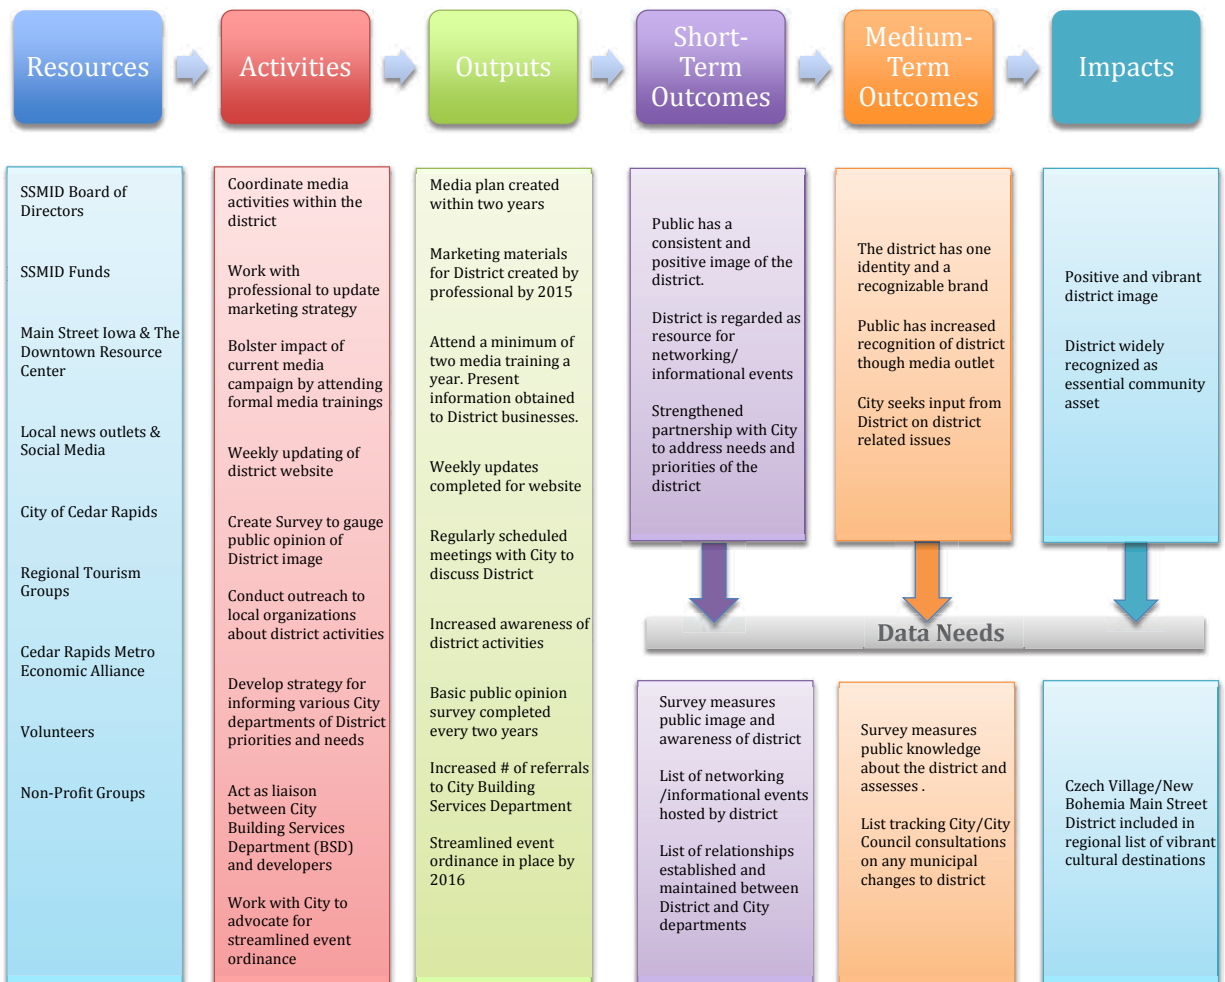 Resources
Activities
Outputs
Short-
Term
Outcomes
Medium-
Term
Outcomes
Impacts
SSMID Board of
Directors
SSMID Funds
Main Street Iowa & The
Downtown Resource
Center
Local news outlets &
Social Media
City of Cedar Rapids
Regional Tourism
Groups
Cedar Rapids Metro
Economic Alliance
Volunteers
Non-Profit Groups
Coordinate media
activities within the
district
Work with
professional to update
marketing strategy
Bolster impact of
current media
campaign by attending
formal media trainings
Weekly updating of
district website
Create Survey to gauge
public opinion of
District image
Conduct outreach to
local organizations
about district activities
Develop strategy for
informing various City
departments of District
priorities and needs
Act as liaison
between City
Building Services
Department (BSD)
and developers
Work with City to
advocate for
streamlined event
ordinance
Media plan created
within two years
Marketing materials
for District created by
professional by 2015
Attend a minimum of
two media training a
year. Present
information obtained
to District businesses.
Weekly updates
completed for website
Regularly scheduled
meetings with City to
discuss District
Increased awareness of
district activities
Basic public opinion
survey completed
every two years
Increased # of referrals
to City Building
Services Department
Streamlined event
ordinance in place by
2016
Public has a
consistent and
positive image of the
district.
District is regarded as
resource for
networking/
informational events
Strengthened
partnership with City
to address needs and
priorities of the
district
The district has one
identity and a
recognizable brand
Public has increased
recognition of district
though media outlet
City seeks input from
District on district
related issues
Positive and vibrant
district image
District widely
recognized as
essential community
asset
Data Needs
Survey measures
public image and
awareness of district
List of networking
/informational events
hosted by district
List of relationships
established and
maintained between
District and City
departments
Survey measures
public knowledge
about the district and
assesses .
List tracking City/City
Council consultations
on any municipal
changes to district
Czech Village/New
Bohemia Main Street
District included in
regional list of vibrant
cultural destinations